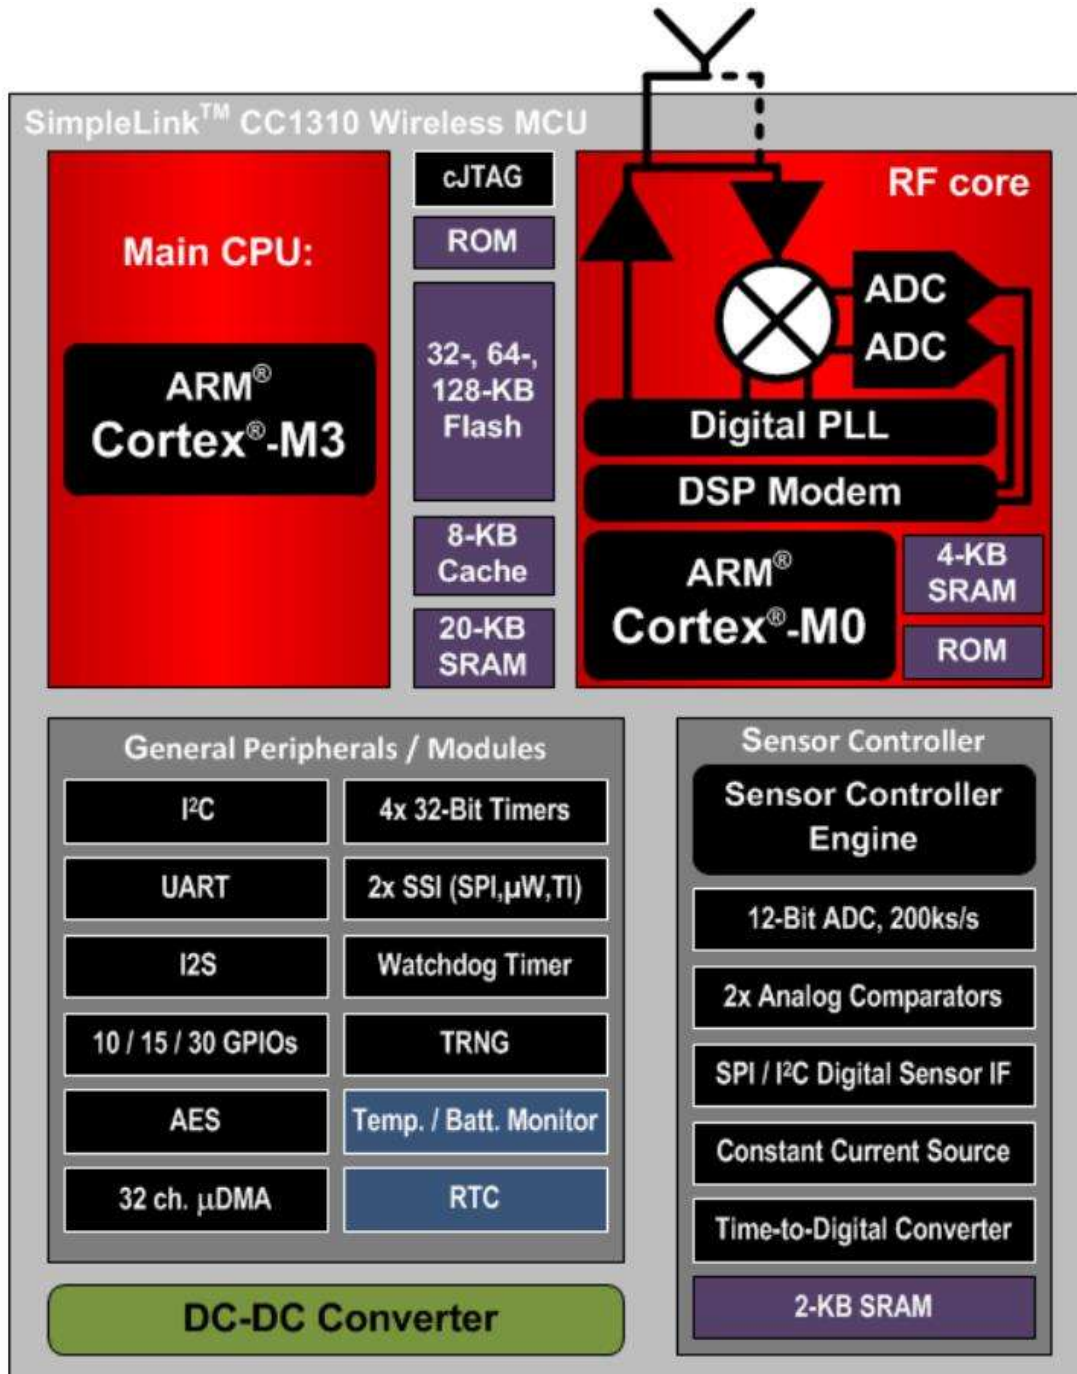 SimpleLink™ CC1310 Wireless MCU
Main CPU:
ARM®
Cortex®-M3
cJTAG
ROM
32-, 64-,
128-KB
Flash
8-KB
Cache
20-KB
SRAM
RF core
ADC
ADC
Digital PLL
DSP Modem
ARM®
Cortex®-M0
4-KB
SRAM
ROM
General Peripherals / Modules
I²C
4x 32-Bit Timers
UART
2x SSI (SPI,µW,TI)
I2S
Watchdog Timer
10 / 15 / 30 GPIOs
TRNG
AES
Temp. / Batt. Monitor
32 ch. µDMA
RTC
Sensor Controller
Sensor Controller
Engine
12-Bit ADC, 200ks/s
2x Analog Comparators
SPI / I²C Digital Sensor IF
Constant Current Source
Time-to-Digital Converter
2-KB SRAM
DC-DC Converter